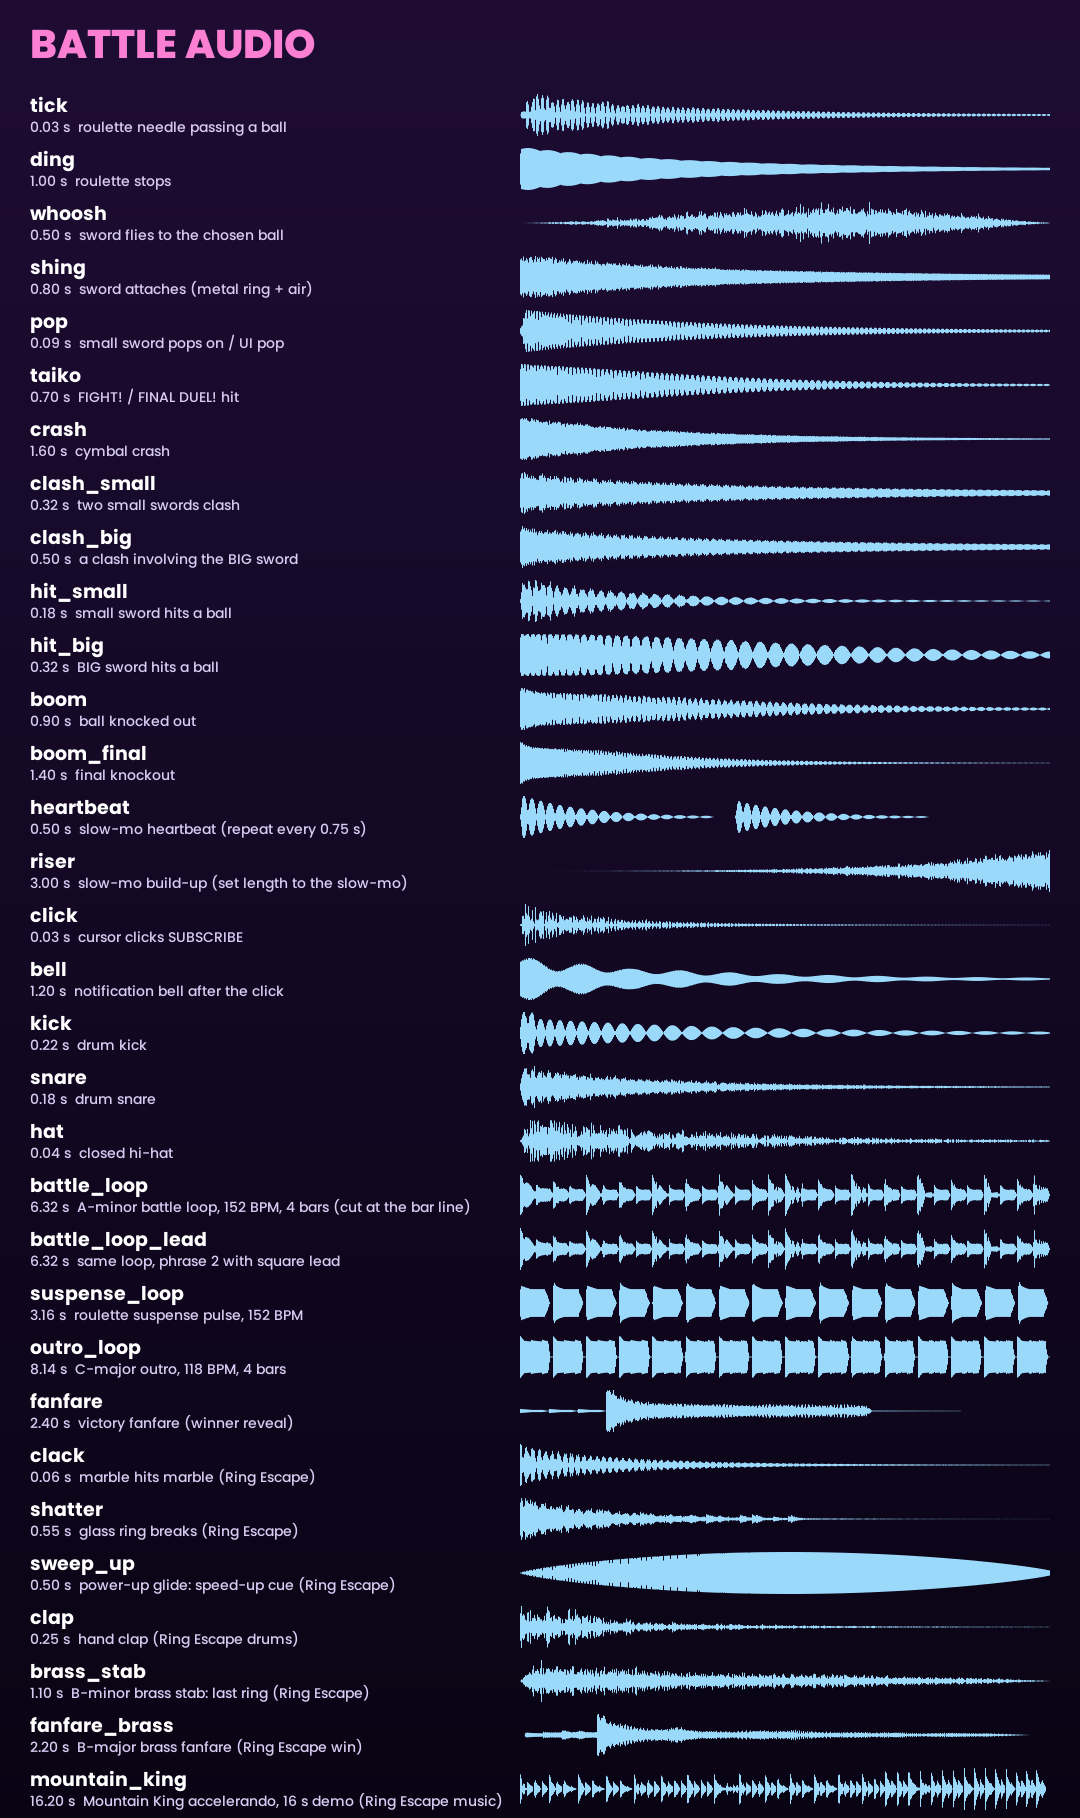 BATTLE AUDIO
tick
0.03 s  roulette needle passing a ball
ding
1.00 s  roulette stops
whoosh
0.50 s  sword flies to the chosen ball
shing
0.80 s  sword attaches (metal ring + air)
pop
0.09 s  small sword pops on / UI pop
taiko
0.70 s  FIGHT! / FINAL DUEL! hit
crash
1.60 s  cymbal crash
clash_small
0.32 s  two small swords clash
clash_big
0.50 s  a clash involving the BIG sword
hit_small
0.18 s  small sword hits a ball
hit_big
0.32 s  BIG sword hits a ball
boom
0.90 s  ball knocked out
boom_final
1.40 s  final knockout
heartbeat
0.50 s  slow-mo heartbeat (repeat every 0.75 s)
riser
3.00 s  slow-mo build-up (set length to the slow-mo)
click
0.03 s  cursor clicks SUBSCRIBE
bell
1.20 s  notification bell after the click
kick
0.22 s  drum kick
snare
0.18 s  drum snare
hat
0.04 s  closed hi-hat
battle_loop
6.32 s  A-minor battle loop, 152 BPM, 4 bars (cut at the bar line)
battle_loop_lead
6.32 s  same loop, phrase 2 with square lead
suspense_loop
3.16 s  roulette suspense pulse, 152 BPM
outro_loop
8.14 s  C-major outro, 118 BPM, 4 bars
fanfare
2.40 s  victory fanfare (winner reveal)
clack
0.06 s  marble hits marble (Ring Escape)
shatter
0.55 s  glass ring breaks (Ring Escape)
sweep_up
0.50 s  power-up glide: speed-up cue (Ring Escape)
clap
0.25 s  hand clap (Ring Escape drums)
brass_stab
1.10 s  B-minor brass stab: last ring (Ring Escape)
fanfare_brass
2.20 s  B-major brass fanfare (Ring Escape win)
mountain_king
16.20 s  Mountain King accelerando, 16 s demo (Ring Escape music)